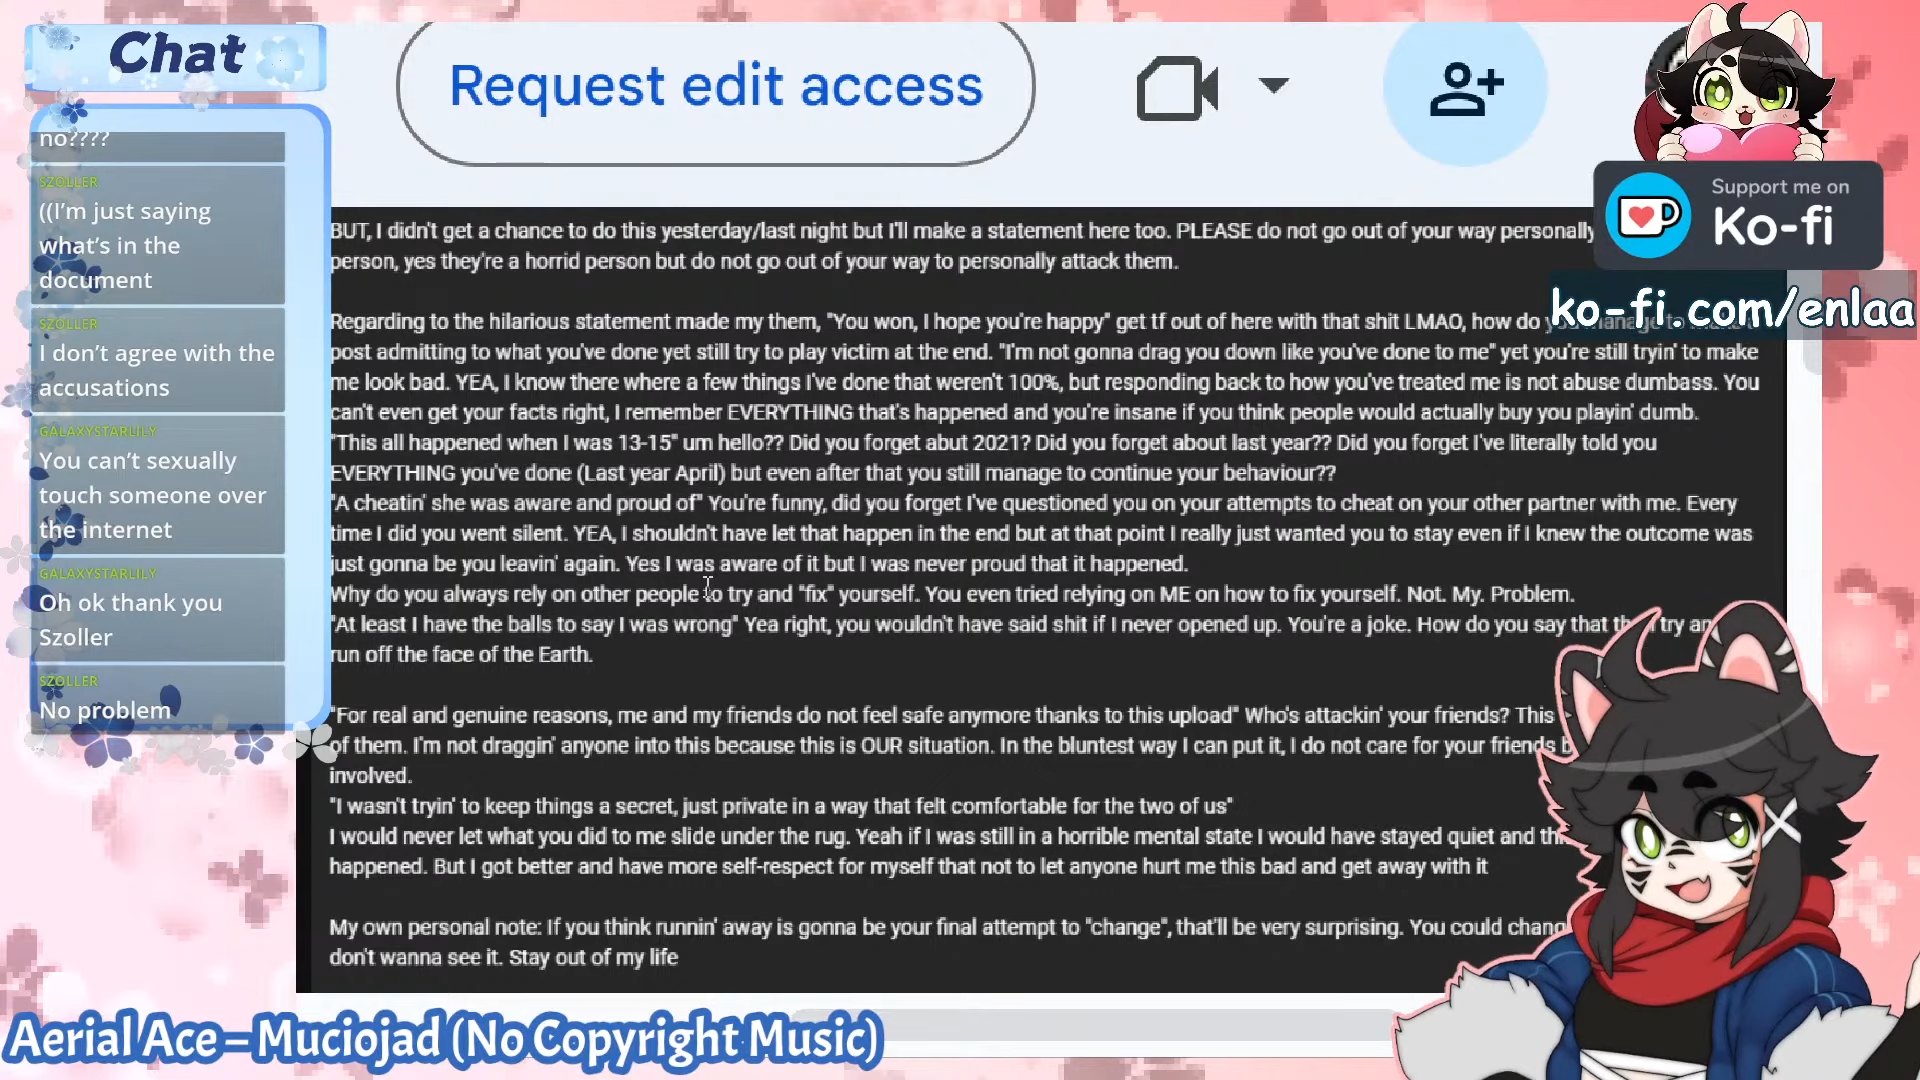 Chat
no????
SZOLLER
((I'm just saying
what's in the
document
SZOLLER
I don't agree with the
accusations
GALAXYSTARLILY
You can't sexually
touch someone over
the internet
GALAXYSTARLILY
Oh ok thank you
Szoller
SZOLLER
No problem
Request edit access
Support me on
Ko-fi
ko-fi.com/enlaa
BUT, I didn't get a chance to do this yesterday/last night but I'll make a statement here too. PLEASE do not go out of your way personally
person, yes they're a horrid person but do not go out of your way to personally attack them.
Regarding to the hilarious statement made my them, "You won, I hope you're happy" get tf out of here with that shit LMAO, how do
post admitting to what you've done yet still try to play victim at the end. "I'm not gonna drag you down like you've done to me" yet you're still tryin' to make
me look bad. YEA, I know there where a few things I've done that weren't 100%, but responding back to how you've treated me is not abuse dumbass. You
can't even get your facts right, I remember EVERYTHING that's happened and you're insane if you think people would actually buy you playin' dumb.
"This all happened when I was 13-15" um hello?? Did you forget abut 2021? Did you forget about last year?? Did you forget I've literally told you
EVERYTHING you've done (Last year April) but even after that you still manage to continue your behaviour??
"A cheatin' she was aware and proud of" You're funny, did you forget I've questioned you on your attempts to cheat on your other partner with me. Every
time I did you went silent. YEA, I shouldn't have let that happen in the end but at that point I really just wanted you to stay even if I knew the outcome was
just gonna be you leavin' again. Yes I was aware of it but I was never proud that it happened.
Why do you always rely on other people to try and "fix" yourself. You even tried relying on ME on how to fix yourself. Not. My. Problem.
"At least I have the balls to say I was wrong" Yea right, you wouldn't have said shit if I never opened up. You're a joke. How do you say that try
run off the face of the Earth.
"For real and genuine reasons, me and my friends do not feel safe anymore thanks to this upload" Who's attackin' your friends? This
of them. I'm not draggin' anyone into this because this is OUR situation. In the bluntest way I can put it, I do not care for your friends
involved.
"I wasn't tryin' to keep things a secret, just private in a way that felt comfortable for the two of us"
I would never let what you did to me slide under the rug. Yeah if I was still in a horrible mental state I would have stayed quiet and
happened. But I got better and have more self-respect for myself that not to let anyone hurt me this bad and get away with it
My own personal note: If you think runnin' away is gonna be your final attempt to "change", that'll be very surprising. You could
don't wanna see it. Stay out of my life
Aerial Ace – Muciojad (No Copyright Music)